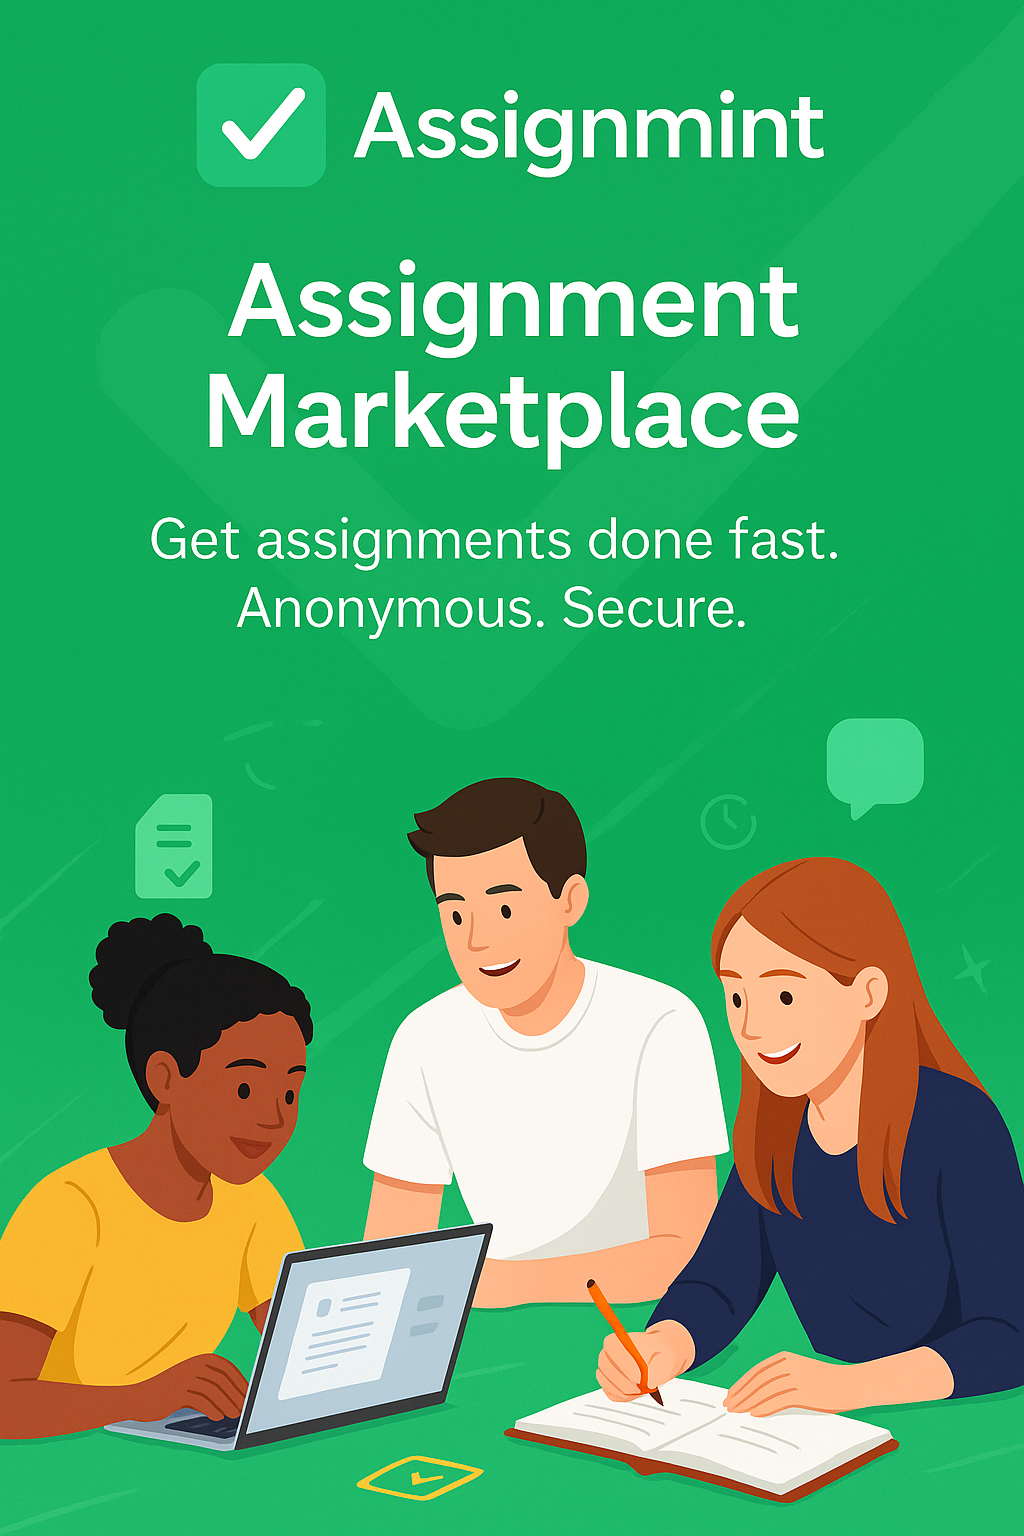 Assignmint
Assignment
Marketplace
Get assignments done fast.
Anonymous. Secure.